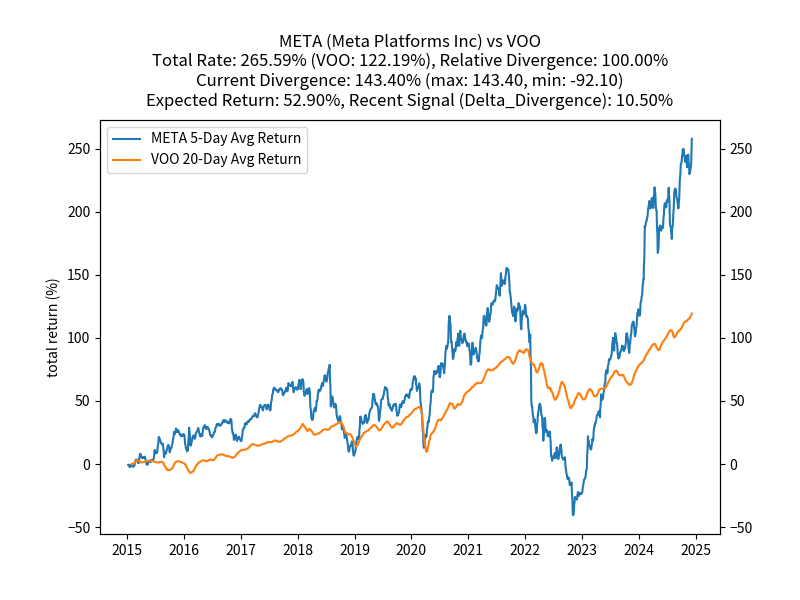 META (Meta Platforms Inc) vs VOO
Total Rate: 265.59% (VOO: 122.19%), Relative Divergence: 100.00%
Current Divergence: 143.40% (max: 143.40, min: -92.10)
Expected Return: 52.90%, Recent Signal (Delta_Divergence): 10.50%
META 5-Day Avg Return
VOO 20-Day Avg Return
total return (%)
250
200
150
100
50
0
−50
250
200
150
100
50
0
−50
2015 2016 2017 2018 2019 2020 2021 2022 2023 2024 2025